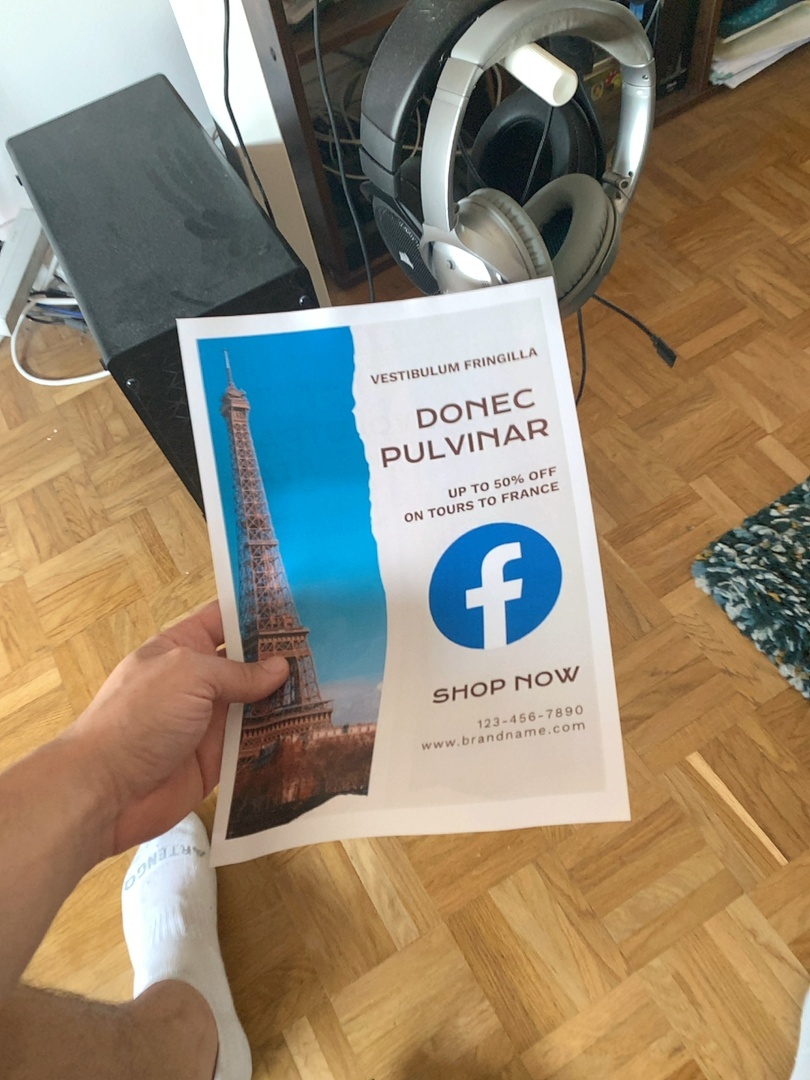 VESTIBULUM FRINGILLA
DONEC
PULVINAR
UP TO 50% OFF
ON TOURS TO FRANCE
f
SHOP NOW
123-456-7890
www.brandname.com
ARTENGO